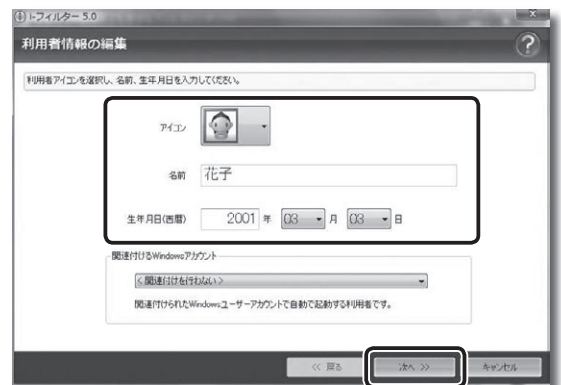 i-フィルター 5.0
利用者情報の編集
?
利用者アイコンを選択し、名前、生年月日を入力してください。
アイコン
名前 花子
生年月日(西暦) 2001 年 03 月 03 日
関連付けるWindowsアカウント
<関連付けを行わない>
関連付けられたWindowsユーザーアカウントで自動で起動する利用者です。
<< 戻る 次へ >> キャンセル